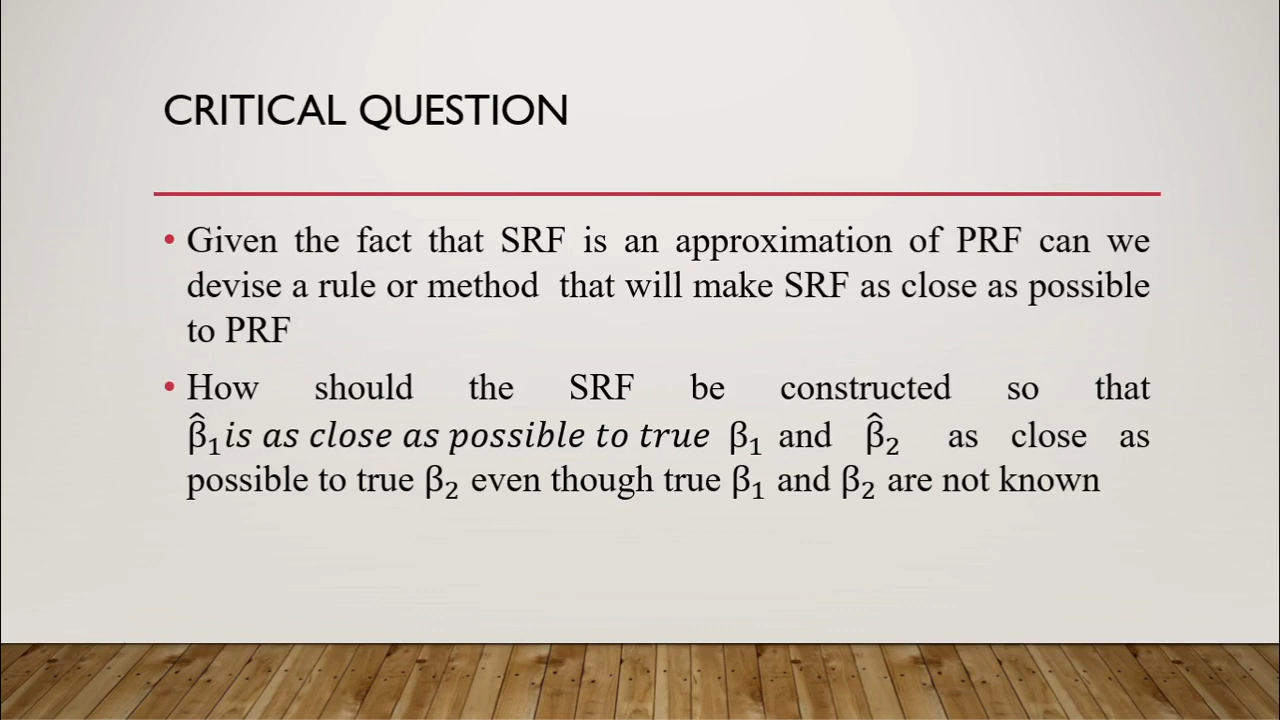 CRITICAL QUESTION
• Given the fact that SRF is an approximation of PRF can we
devise a rule or method that will make SRF as close as possible
to PRF
• How should the SRF be constructed so that
β̂₁ is as close as possible to true β₁ and β̂₂ as close as
possible to true β₂ even though true β₁ and β₂ are not known